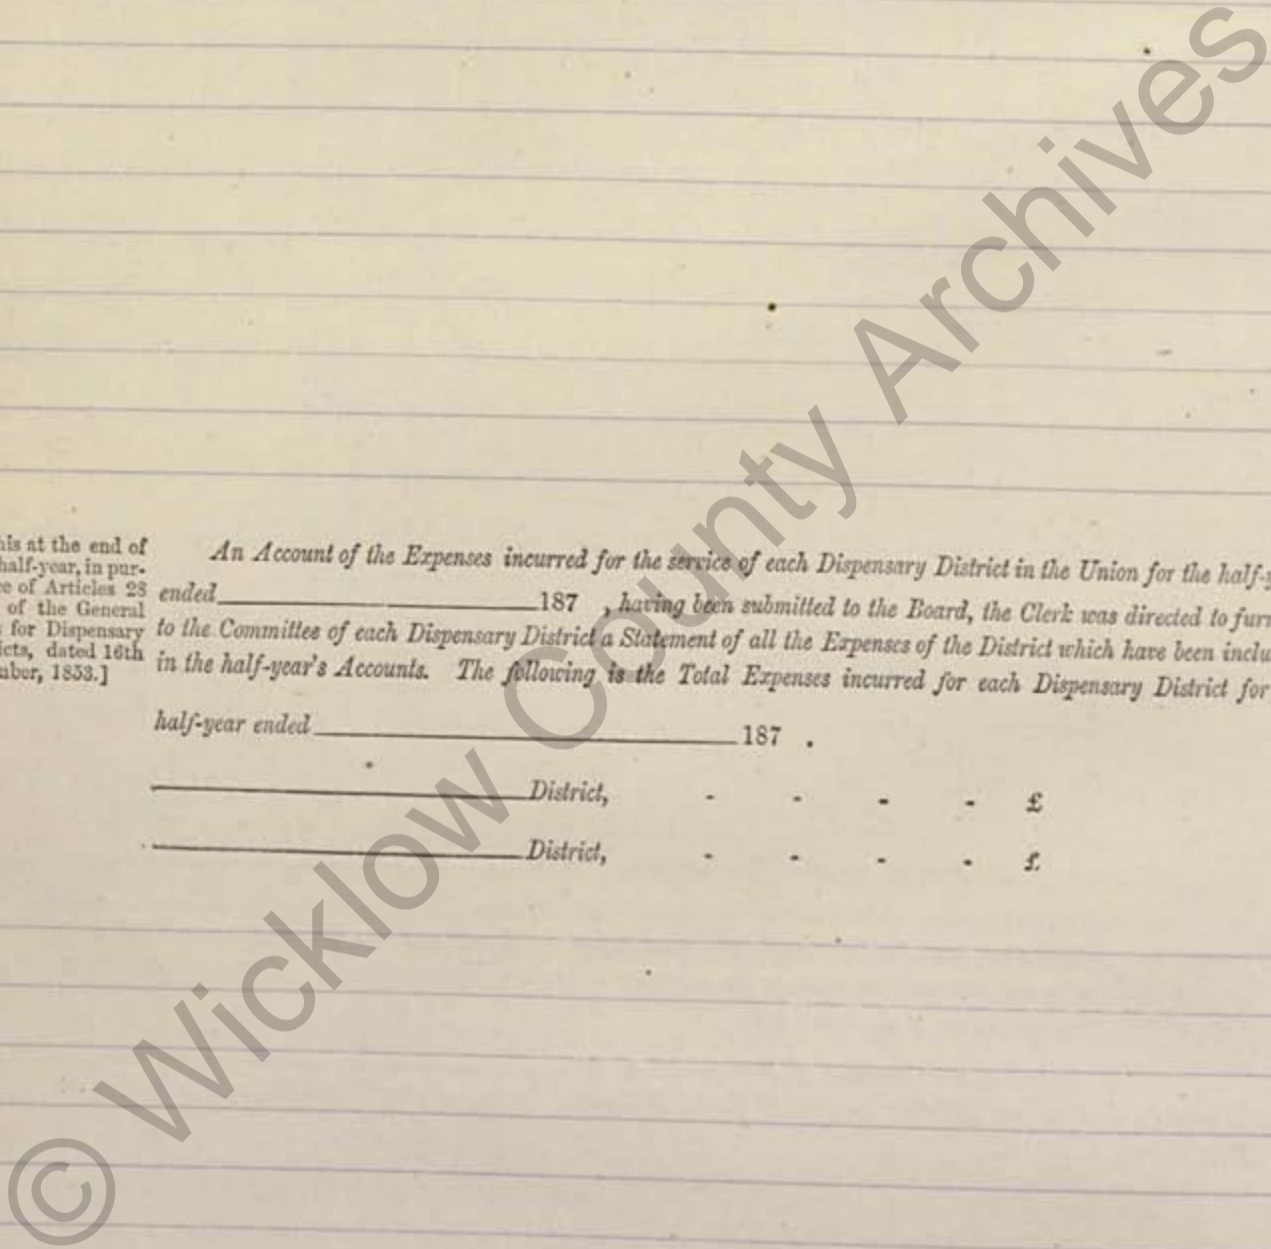 his at the end of
half-year, in pur-
ce of Articles 28
of the General
s for Dispensary
icts, dated 16th
mber, 1853.]
An Account of the Expenses incurred for the service of each Dispensary District in the Union for the half-y
ended 187 , having been submitted to the Board, the Clerk was directed to furn
to the Committee of each Dispensary District a Statement of all the Expenses of the District which have been inclu
in the half-year's Accounts. The following is the Total Expenses incurred for each Dispensary District for
half-year ended 187 .
District, - - - - £
District, - - - - £
© Wicklow County Archives